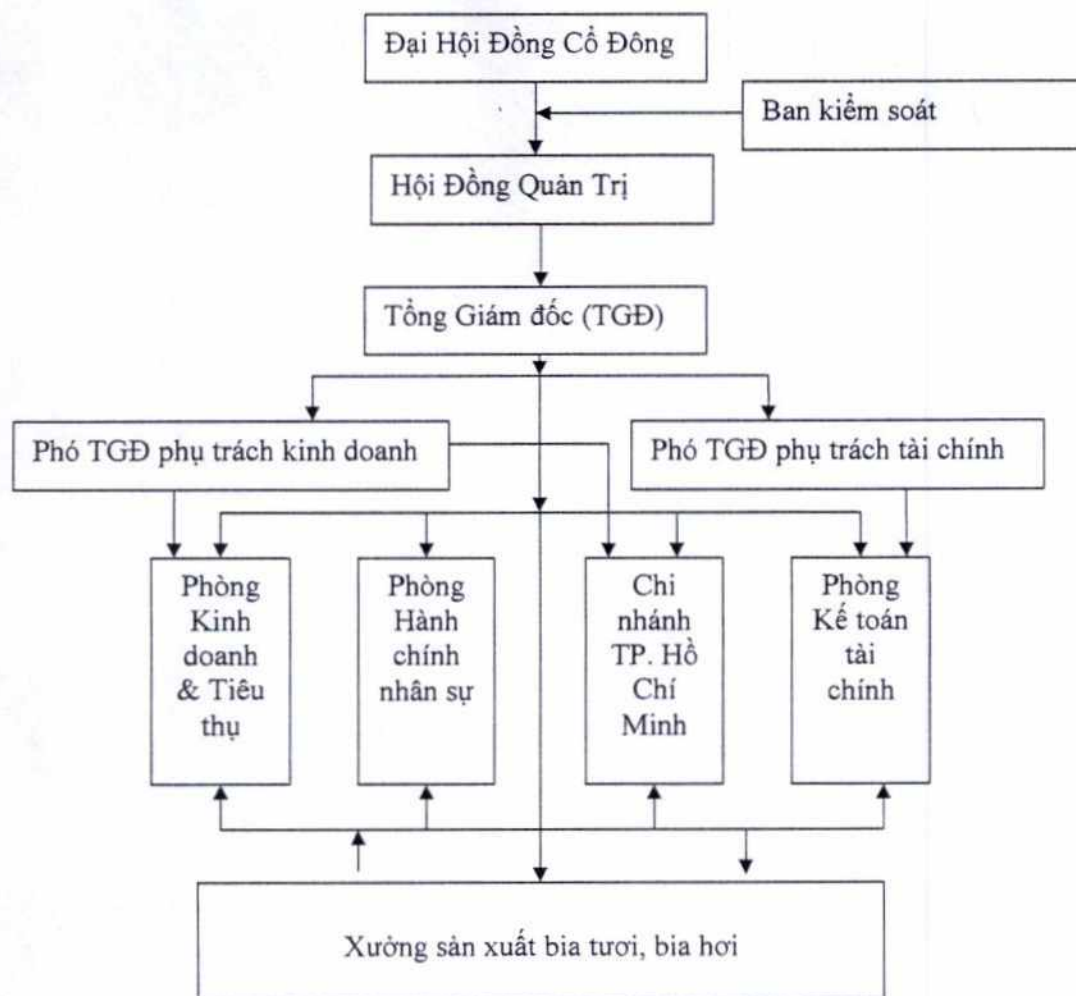 Đại Hội Đồng Cổ Đông
Ban kiểm soát
Hội Đồng Quản Trị
Tổng Giám đốc (TGĐ)
Phó TGĐ phụ trách kinh doanh
Phó TGĐ phụ trách tài chính
Phòng
Kinh
doanh
& Tiêu
thụ
Phòng
Hành
chính
nhân sự
Chi
nhánh
TP. Hồ
Chí
Minh
Phòng
Kế toán
tài
chính
Xưởng sản xuất bia tươi, bia hơi